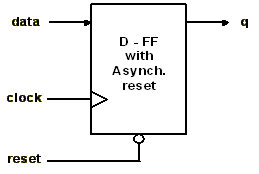 data
q
D - FF
with
Asynch.
reset
clock
reset